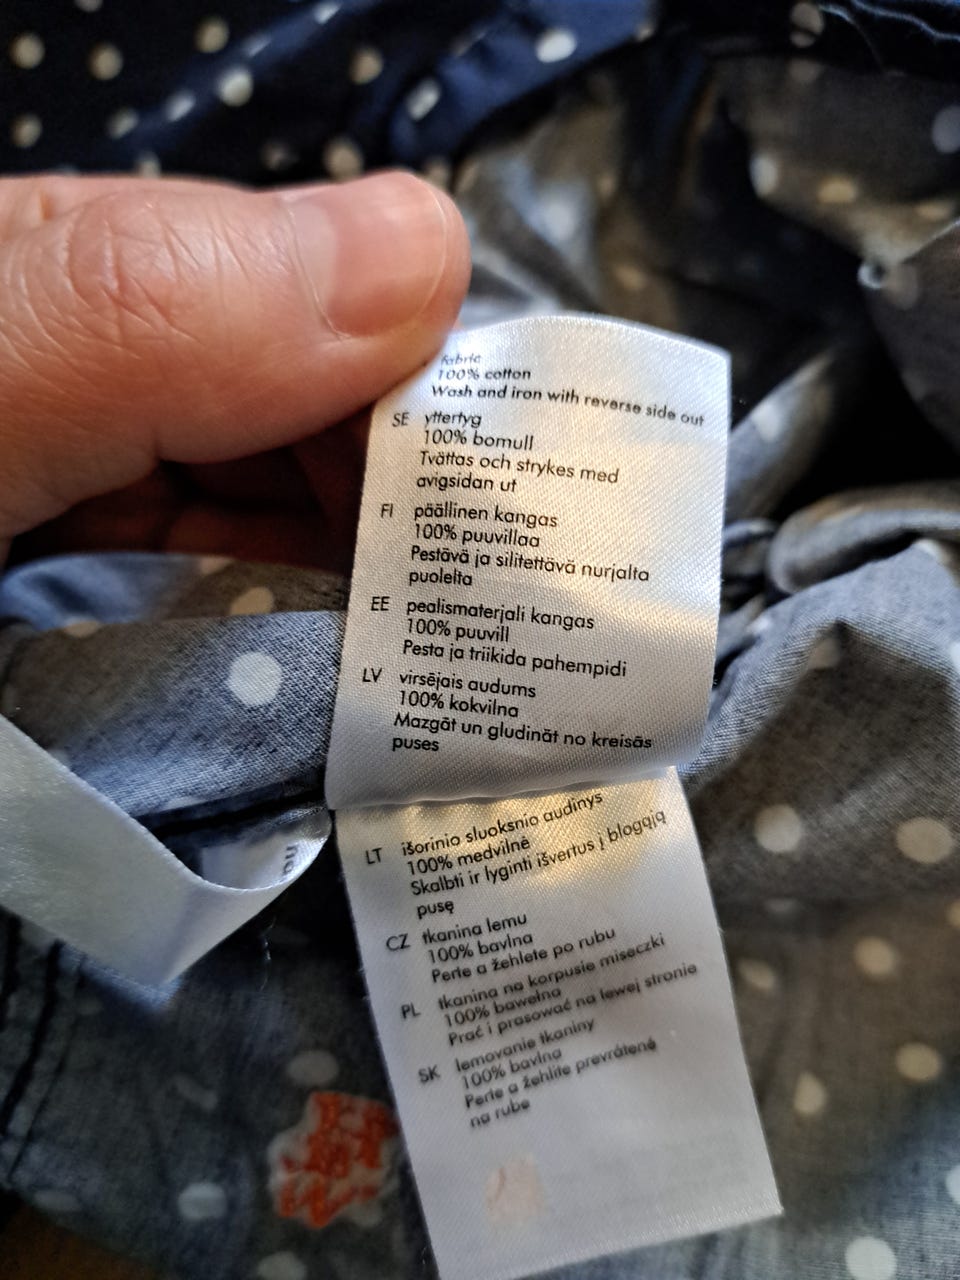 fabric
100% cotton
Wash and iron with reverse side out
SE yttertyg
100% bomull
Tvättas och strykes med
avigsidan ut
FI päällinen kangas
100% puuvillaa
Pestävä ja silitettävä nurjalta
puolelta
EE pealismaterjali kangas
100% puuvill
Pesta ja triikida pahempidi
LV virsējais audums
100% kokvilna
Mazgāt un gludināt no kreisās
puses
LT išorinio sluoksnio audinys
100% medvilnė
Skalbti ir lyginti išvertus į blogąją
pusę
CZ tkanina lemu
100% bavlna
Perte a žehlete po rubu
PL tkanina na korpusie miseczki
100% bawełna
Prać i prasować na lewej stronie
SK lemovanie tkaniny
100% bavlna
Perte a žehlite prevrátené
na rube